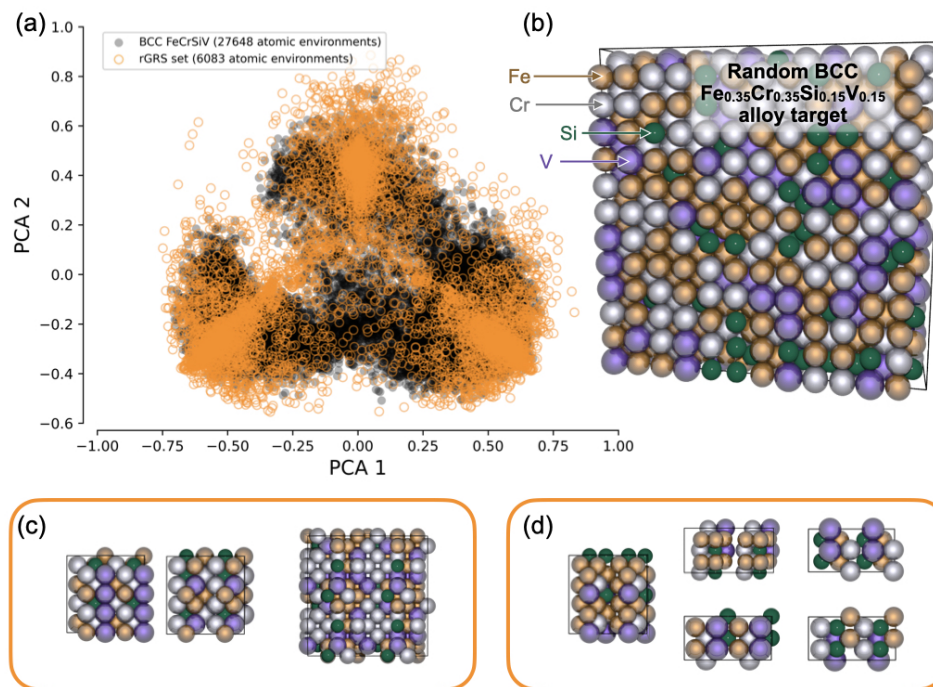 (a)
1.0
0.8
0.6
0.4
0.2
0.0
−0.2
−0.4
−0.6
PCA 2
BCC FeCrSiV (27648 atomic environments)
rGRS set (6083 atomic environments)
−1.00 −0.75 −0.50 −0.25 0.00 0.25 0.50 0.75 1.00
PCA 1
(b)
Fe
Cr
Si
V
Random BCC
Fe0.35Cr0.35Si0.15V0.15
alloy target
(c)
(d)